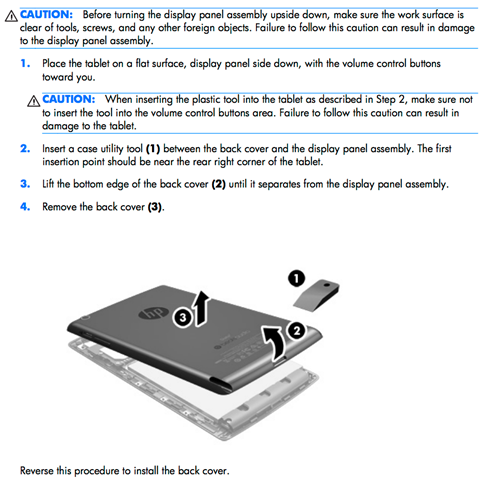 CAUTION: Before turning the display panel assembly upside down, make sure the work surface is
clear of tools, screws, and any other foreign objects. Failure to follow this caution can result in damage
to the display panel assembly.
1. Place the tablet on a flat surface, display panel side down, with the volume control buttons
toward you.
CAUTION: When inserting the plastic tool into the tablet as described in Step 2, make sure not
to insert the tool into the volume control buttons area. Failure to follow this caution can result in
damage to the tablet.
2. Insert a case utility tool (1) between the back cover and the display panel assembly. The first
insertion point should be near the rear right corner of the tablet.
3. Lift the bottom edge of the back cover (2) until it separates from the display panel assembly.
4. Remove the back cover (3).
1
hp
3
2
Reverse this procedure to install the back cover.